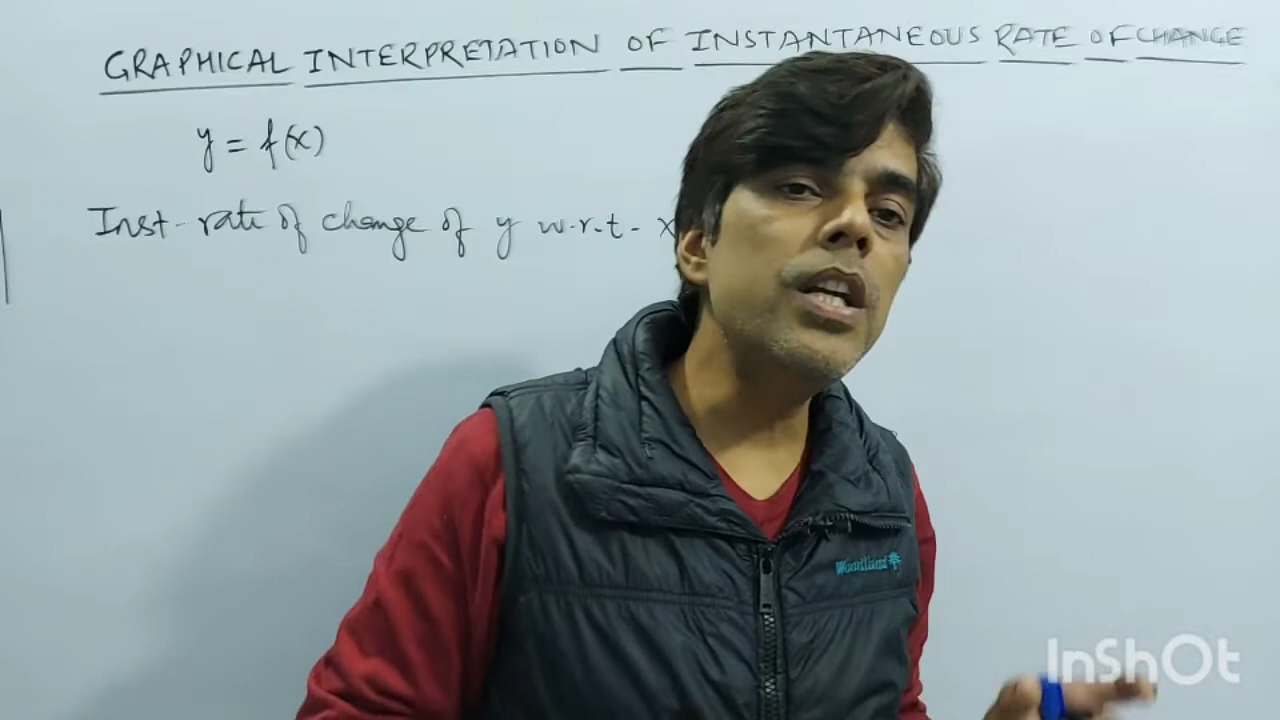 GRAPHICAL INTERPRETATION OF INSTANTANEOUS RATE OF CHANGE
y = f(x)
Inst. rate of change of y w.r.t. x
Woodland
InShOt